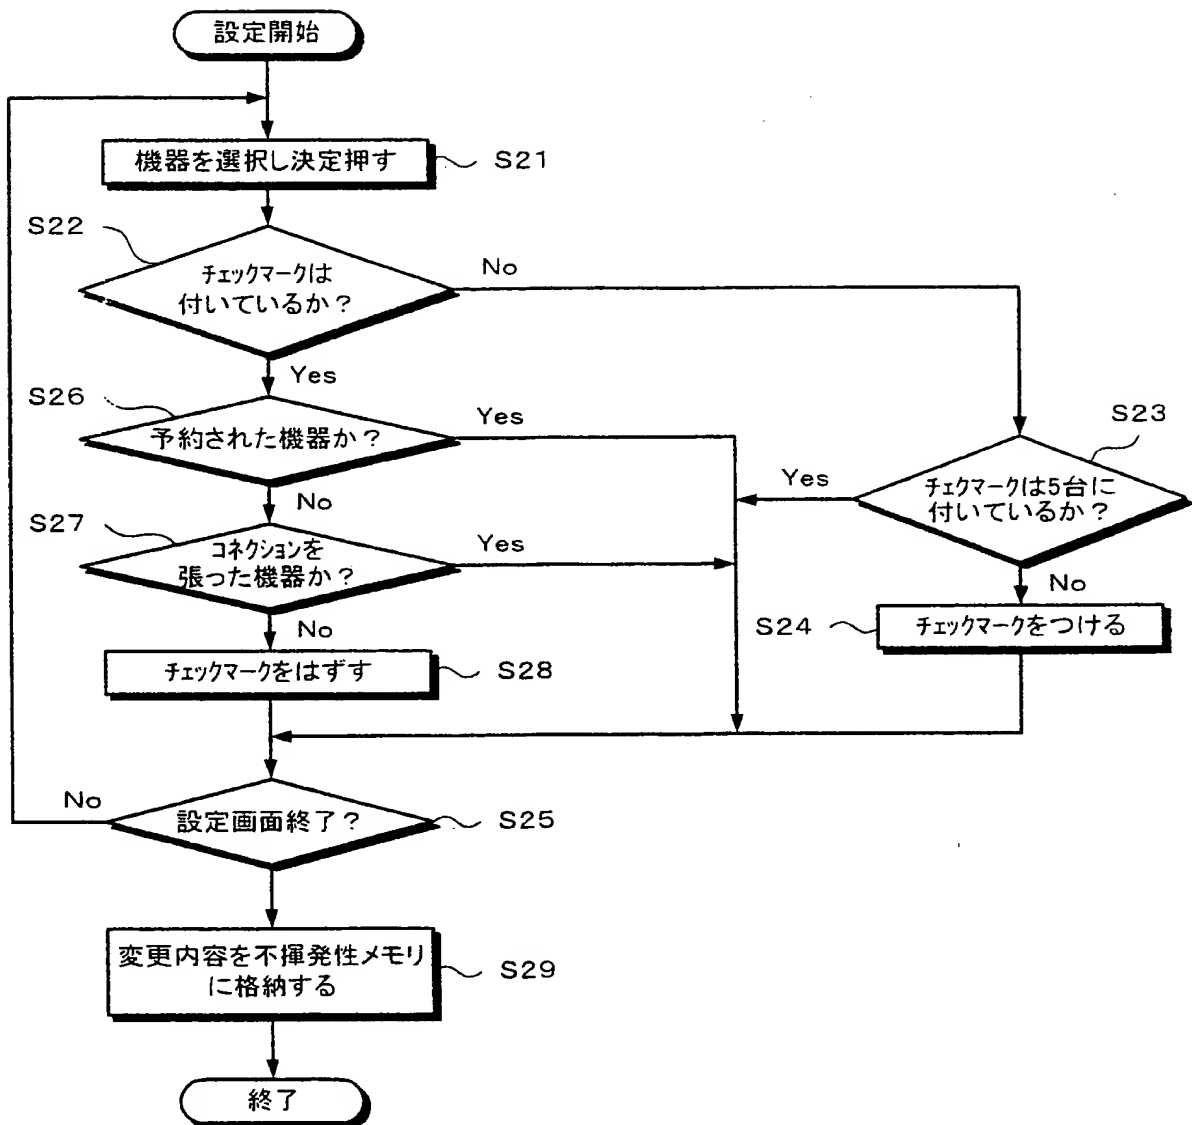 設定開始
機器を選択し決定押す
S21
S22
チェックマークは
付いているか？
No
Yes
S26
予約された機器か？
Yes
No
S23
チェクマークは5台に
付いているか？
Yes
No
S27
コネクションを
張った機器か？
Yes
No
S24
チェックマークをつける
チェックマークをはずす
S28
No
設定画面終了？
S25
変更内容を不揮発性メモリ
に格納する
S29
終了